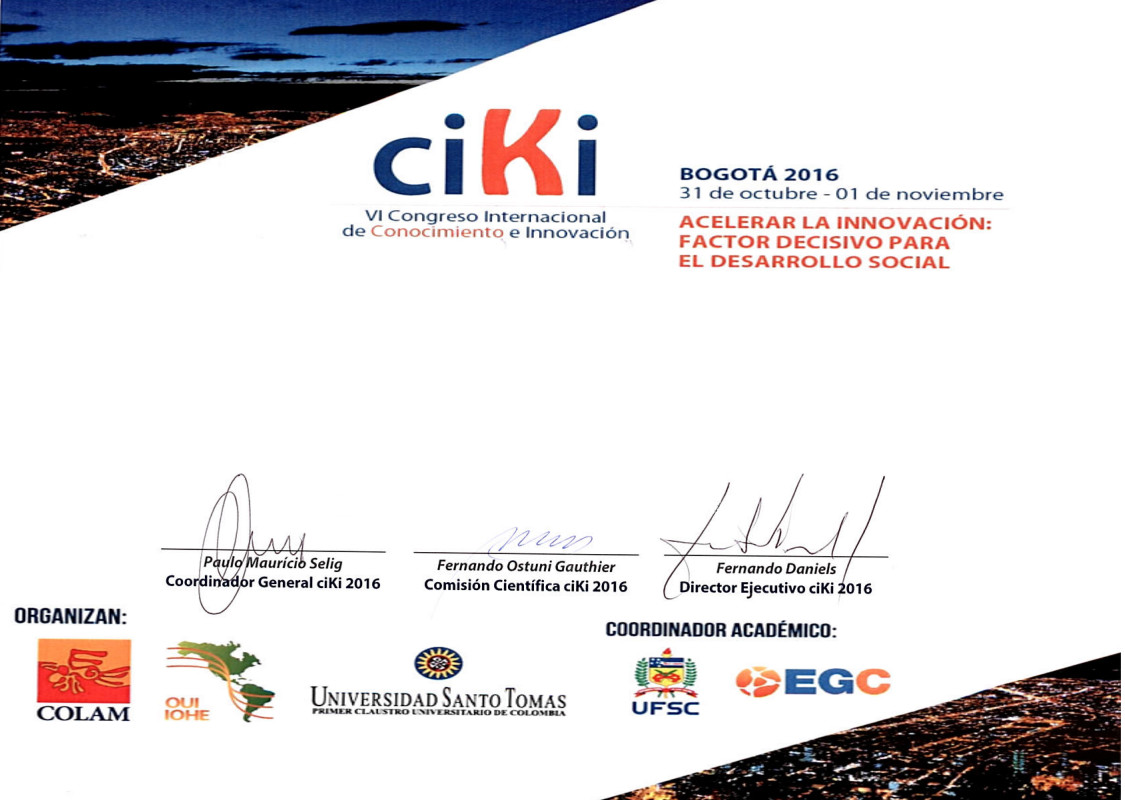 ciKi
VI Congreso Internacional
de Conocimiento e Innovación
BOGOTÁ 2016
31 de octubre - 01 de noviembre
ACELERAR LA INNOVACIÓN:
FACTOR DECISIVO PARA
EL DESARROLLO SOCIAL
Paulo Maurício Selig
Coordinador General ciKi 2016
Fernando Ostuni Gauthier
Comisión Científica ciKi 2016
Fernando Daniels
Director Ejecutivo ciKi 2016
ORGANIZAN:
COLAM
OUI
IOHE
UNIVERSIDAD SANTO TOMAS
PRIMER CLAUSTRO UNIVERSITARIO DE COLOMBIA
COORDINADOR ACADÉMICO:
UFSC
EGC